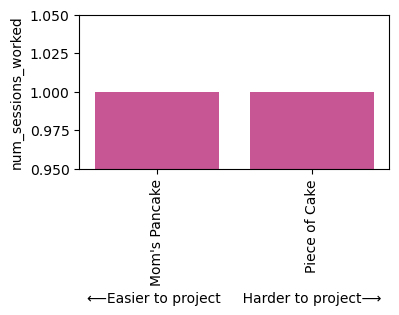 1.050
1.025
1.000
0.975
0.950
num_sessions_worked
Mom's Pancake
Piece of Cake
⟵Easier to project     Harder to project⟶